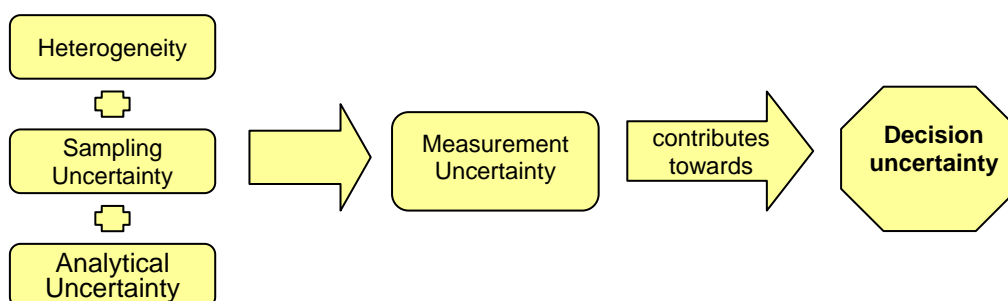 Heterogeneity
Sampling
Uncertainty
Analytical
Uncertainty
Measurement
Uncertainty
contributes
towards
Decision
uncertainty